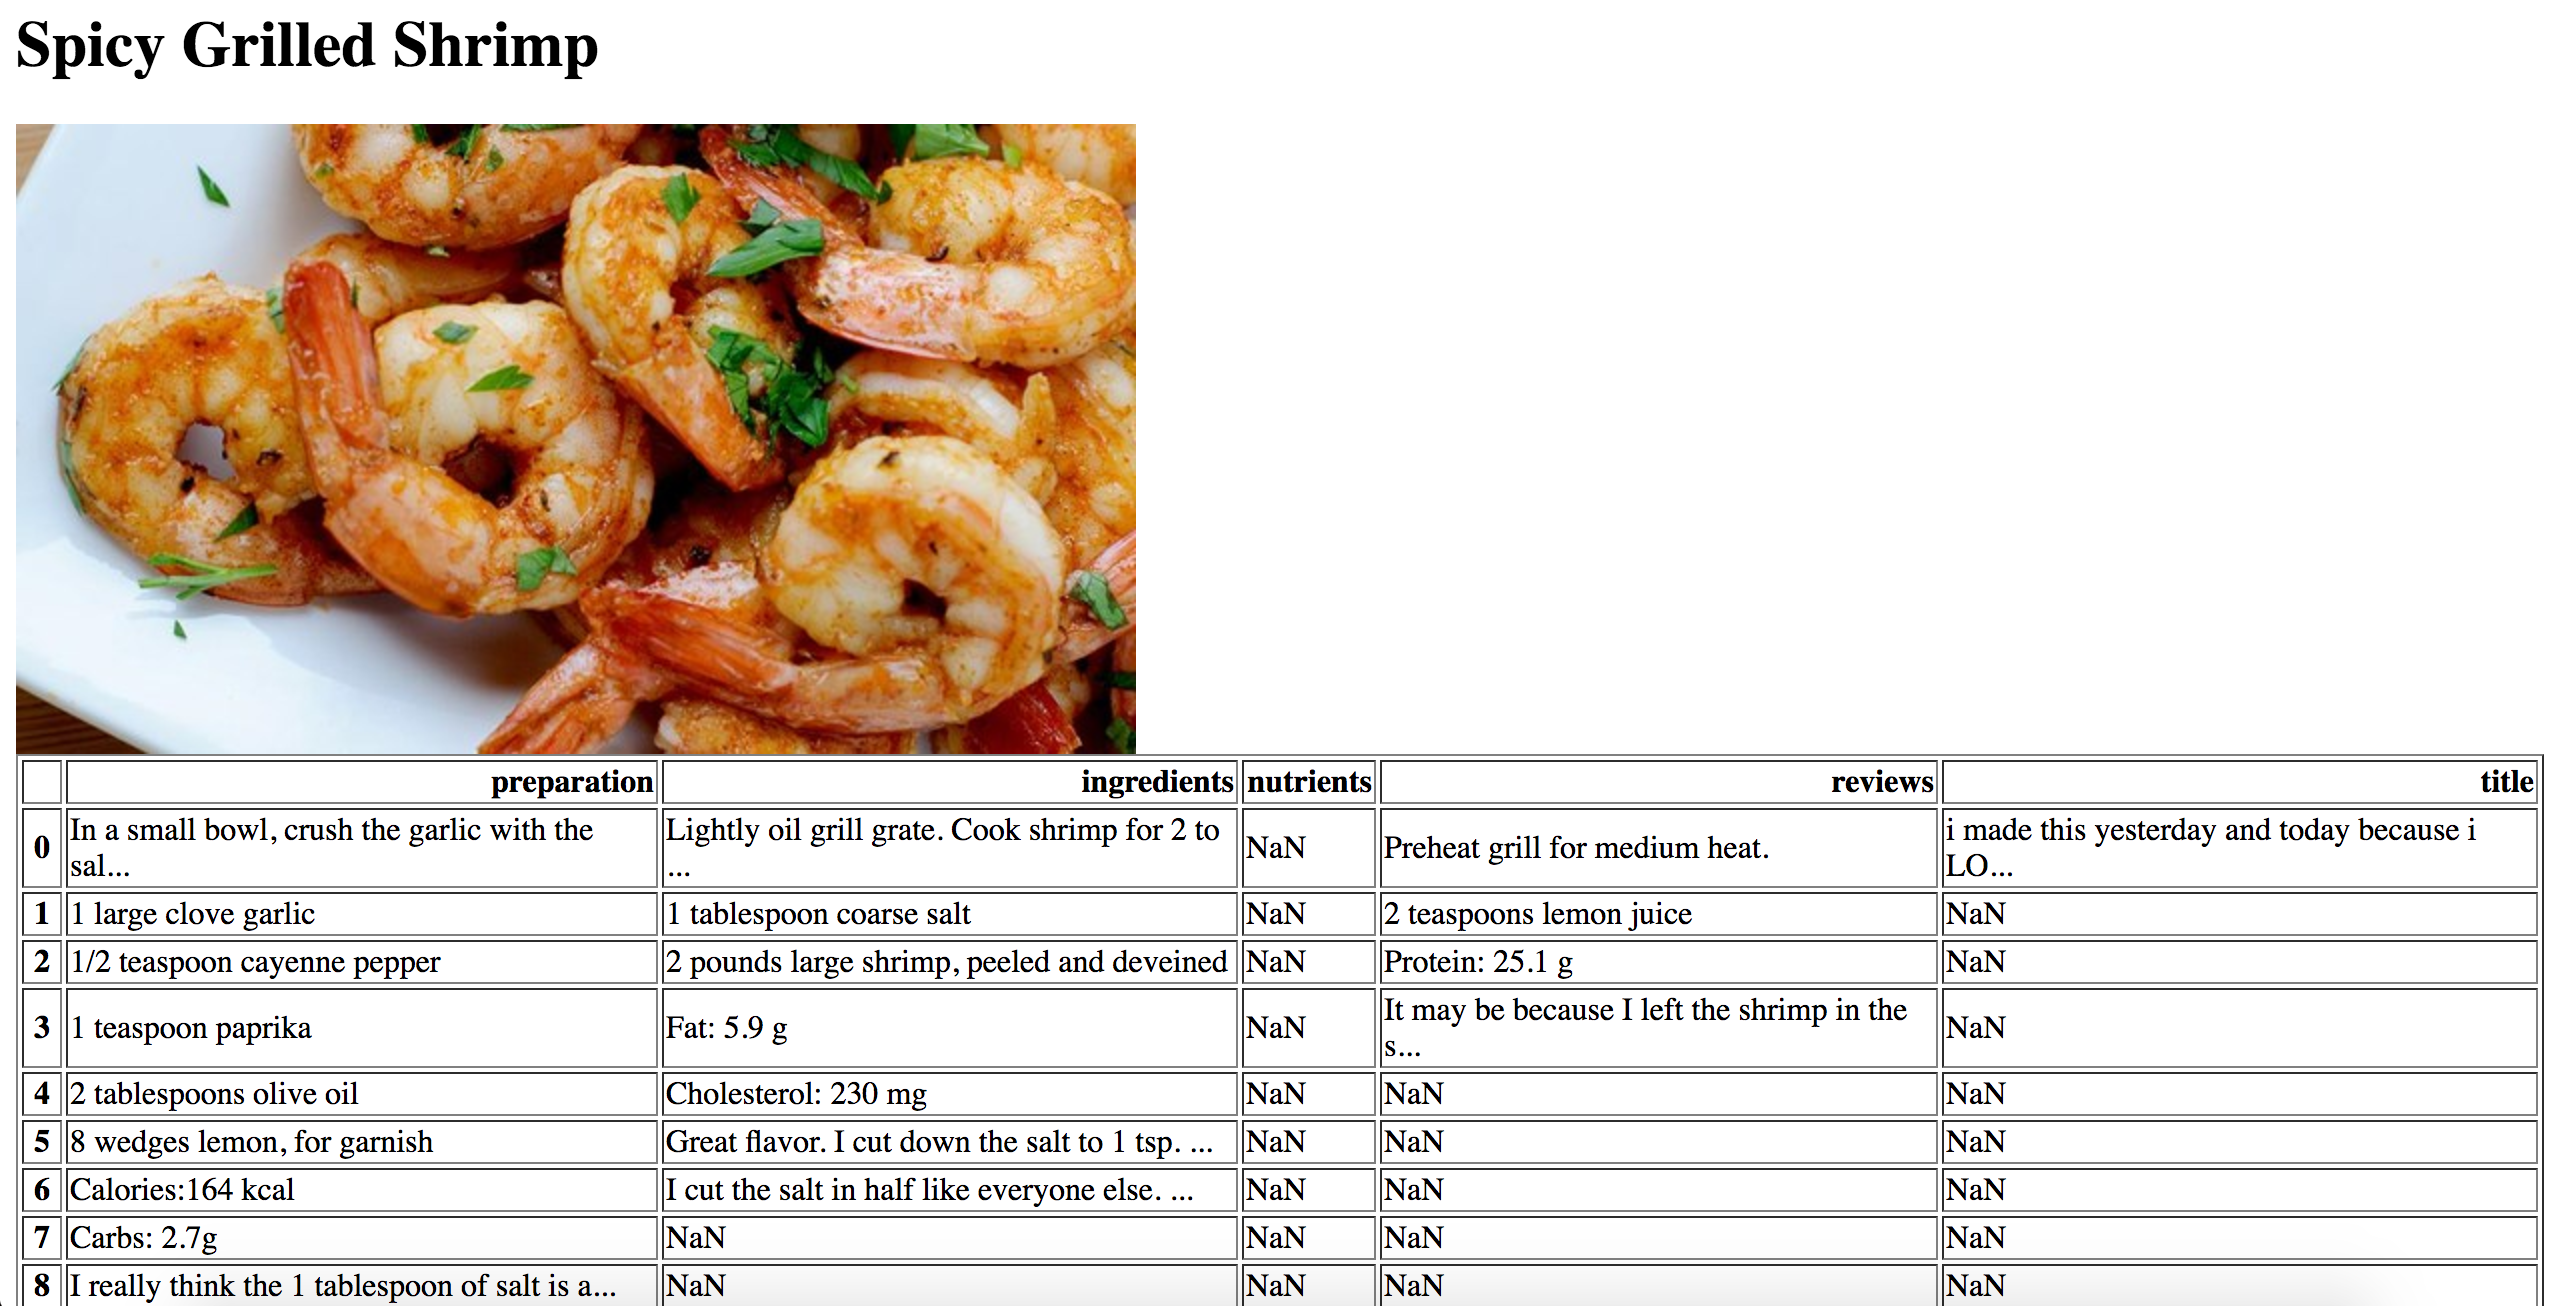 Spicy Grilled Shrimp
preparation ingredients nutrients reviews title
0 In a small bowl, crush the garlic with the sal... Lightly oil grill grate. Cook shrimp for 2 to ... NaN Preheat grill for medium heat. i made this yesterday and today because i LO...
1 1 large clove garlic 1 tablespoon coarse salt NaN 2 teaspoons lemon juice NaN
2 1/2 teaspoon cayenne pepper 2 pounds large shrimp, peeled and deveined NaN Protein: 25.1 g NaN
3 1 teaspoon paprika Fat: 5.9 g NaN It may be because I left the shrimp in the s... NaN
4 2 tablespoons olive oil Cholesterol: 230 mg NaN NaN NaN
5 8 wedges lemon, for garnish Great flavor. I cut down the salt to 1 tsp. ... NaN NaN NaN
6 Calories:164 kcal I cut the salt in half like everyone else. ... NaN NaN NaN
7 Carbs: 2.7g NaN NaN NaN NaN
8 I really think the 1 tablespoon of salt is a... NaN NaN NaN NaN